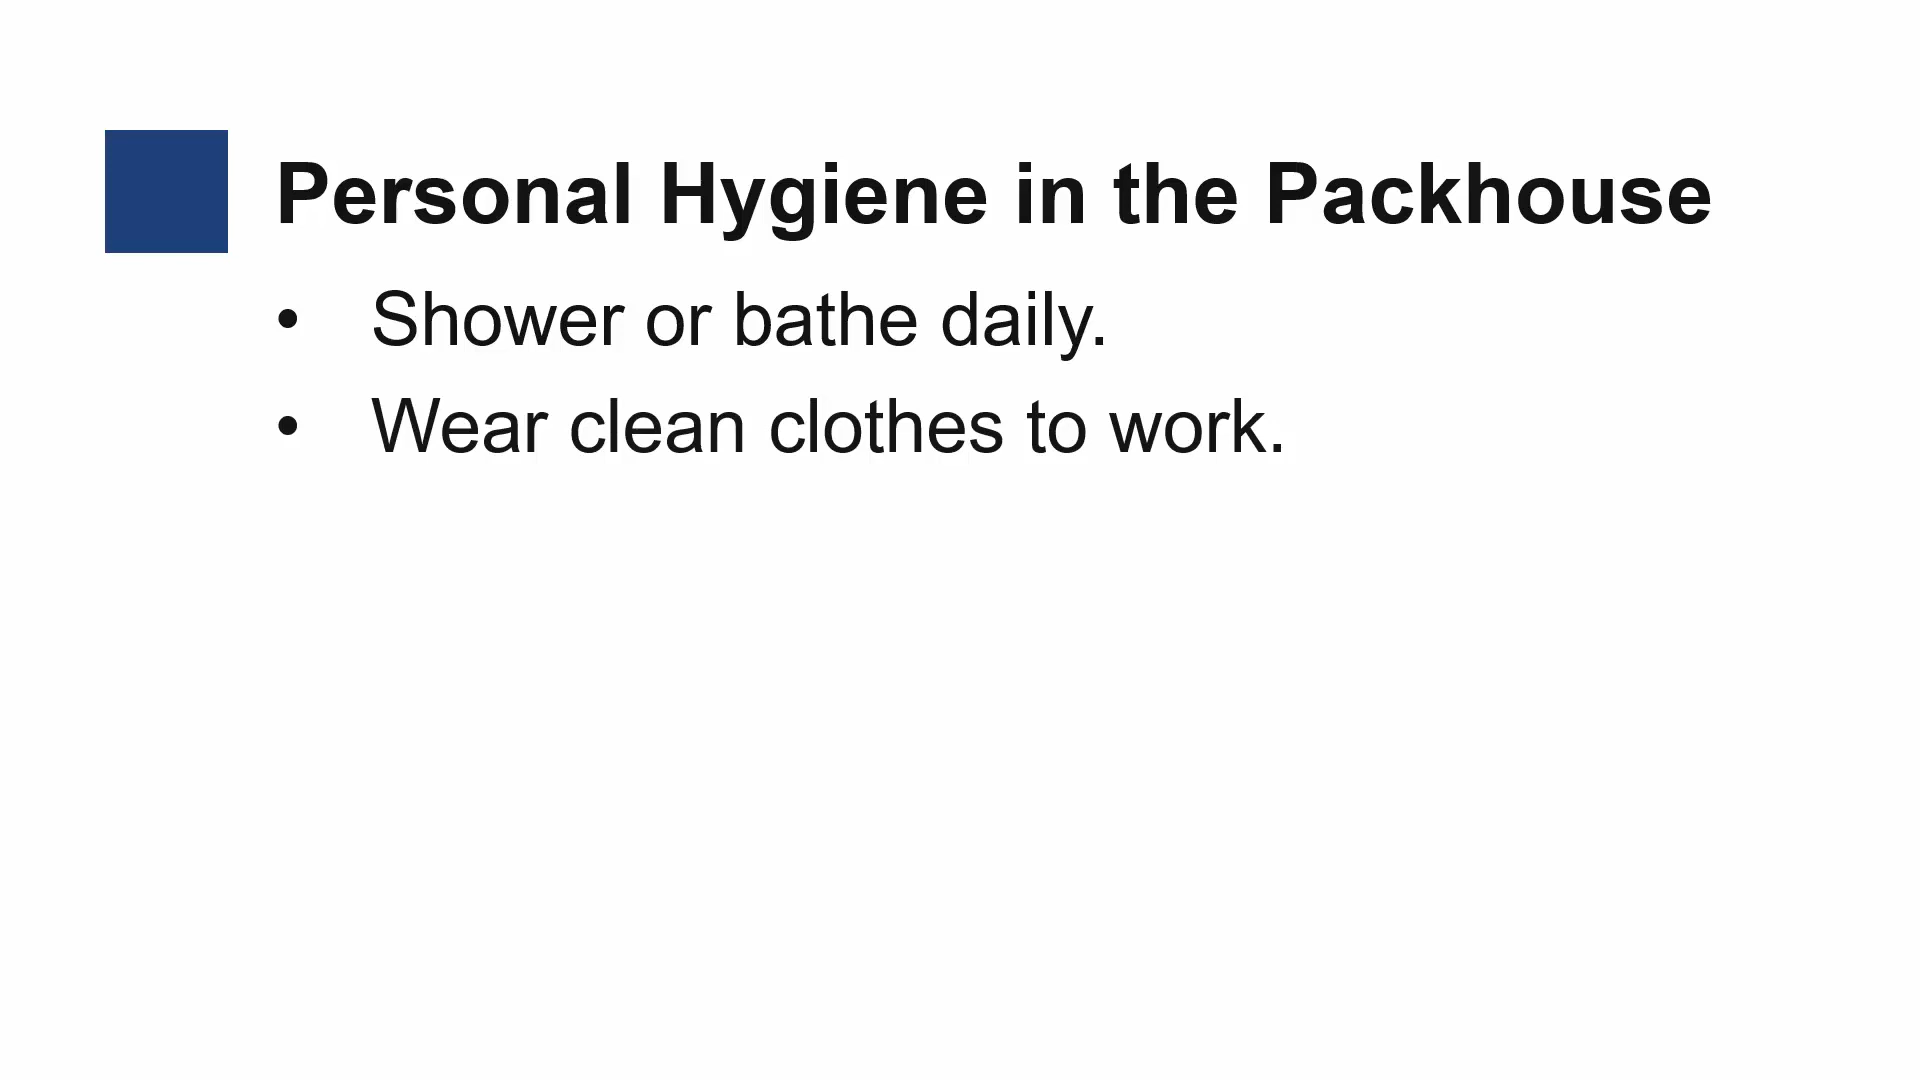 Personal Hygiene in the Packhouse
• Shower or bathe daily.
• Wear clean clothes to work.